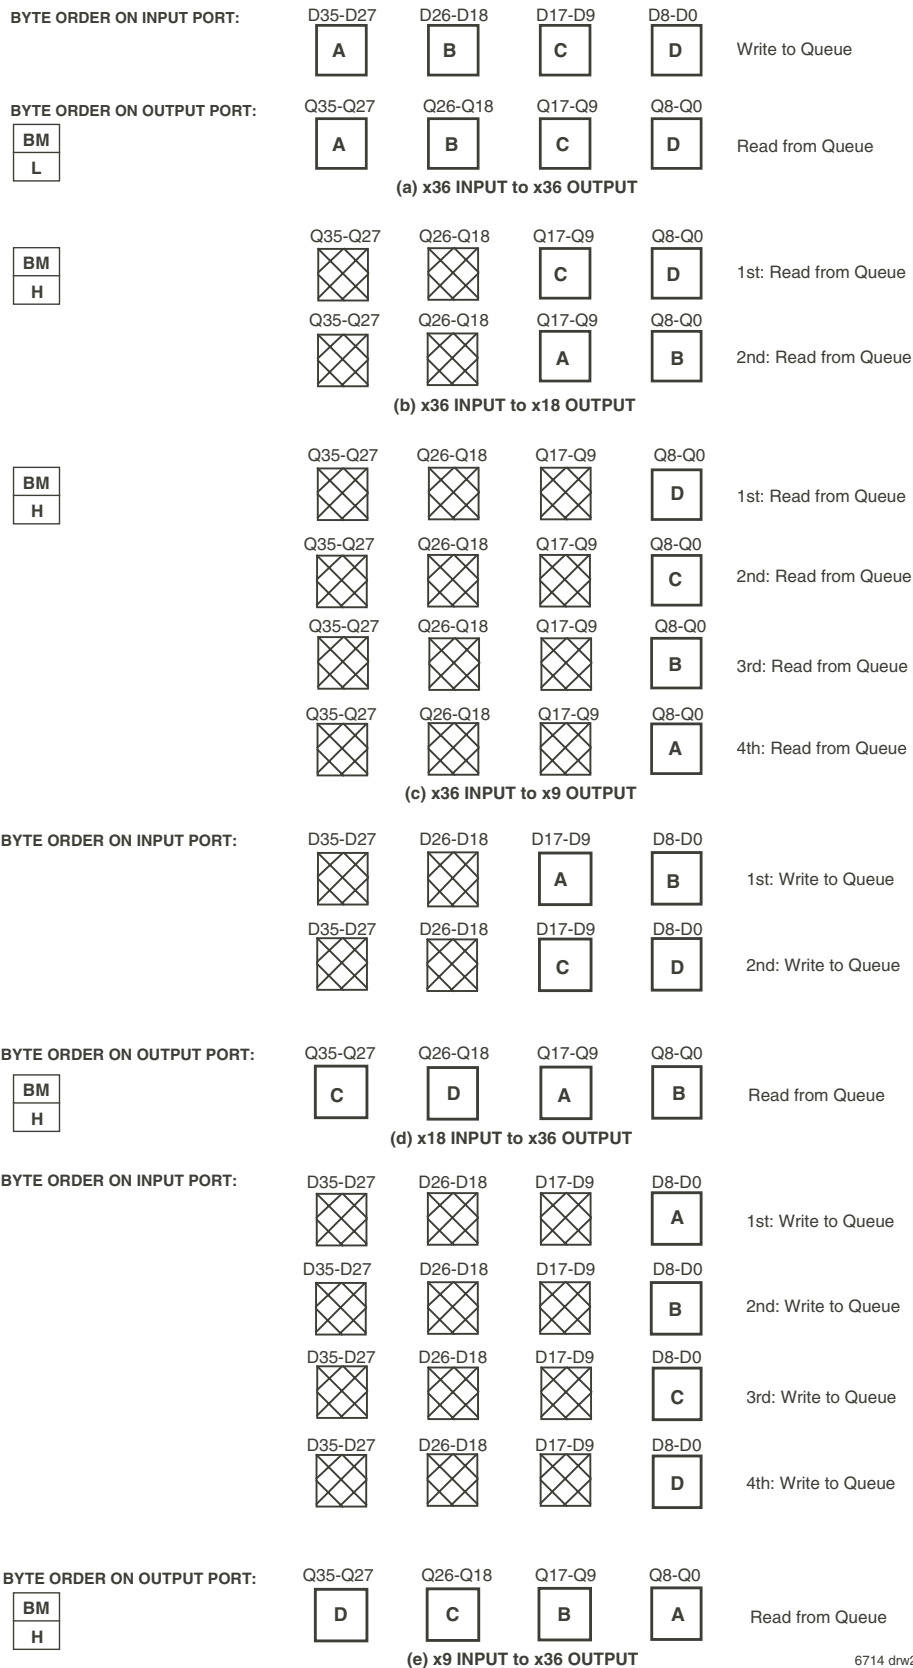 BYTE ORDER ON INPUT PORT: D35-D27 D26-D18 D17-D9 D8-D0
A B C D Write to Queue
BYTE ORDER ON OUTPUT PORT: Q35-Q27 Q26-Q18 Q17-Q9 Q8-Q0
BM
L
A B C D Read from Queue
(a) x36 INPUT to x36 OUTPUT
Q35-Q27 Q26-Q18 Q17-Q9 Q8-Q0
BM
H
C D 1st: Read from Queue
Q35-Q27 Q26-Q18 Q17-Q9 Q8-Q0
A B 2nd: Read from Queue
(b) x36 INPUT to x18 OUTPUT
Q35-Q27 Q26-Q18 Q17-Q9 Q8-Q0
BM
H
D 1st: Read from Queue
Q35-Q27 Q26-Q18 Q17-Q9 Q8-Q0
C 2nd: Read from Queue
Q35-Q27 Q26-Q18 Q17-Q9 Q8-Q0
B 3rd: Read from Queue
Q35-Q27 Q26-Q18 Q17-Q9 Q8-Q0
A 4th: Read from Queue
(c) x36 INPUT to x9 OUTPUT
BYTE ORDER ON INPUT PORT: D35-D27 D26-D18 D17-D9 D8-D0
A B 1st: Write to Queue
D35-D27 D26-D18 D17-D9 D8-D0
C D 2nd: Write to Queue
BYTE ORDER ON OUTPUT PORT: Q35-Q27 Q26-Q18 Q17-Q9 Q8-Q0
BM
H
C D A B Read from Queue
(d) x18 INPUT to x36 OUTPUT
BYTE ORDER ON INPUT PORT: D35-D27 D26-D18 D17-D9 D8-D0
A 1st: Write to Queue
D35-D27 D26-D18 D17-D9 D8-D0
B 2nd: Write to Queue
D35-D27 D26-D18 D17-D9 D8-D0
C 3rd: Write to Queue
D35-D27 D26-D18 D17-D9 D8-D0
D 4th: Write to Queue
BYTE ORDER ON OUTPUT PORT: Q35-Q27 Q26-Q18 Q17-Q9 Q8-Q0
BM
H
D C B A Read from Queue
(e) x9 INPUT to x36 OUTPUT
6714 drw2